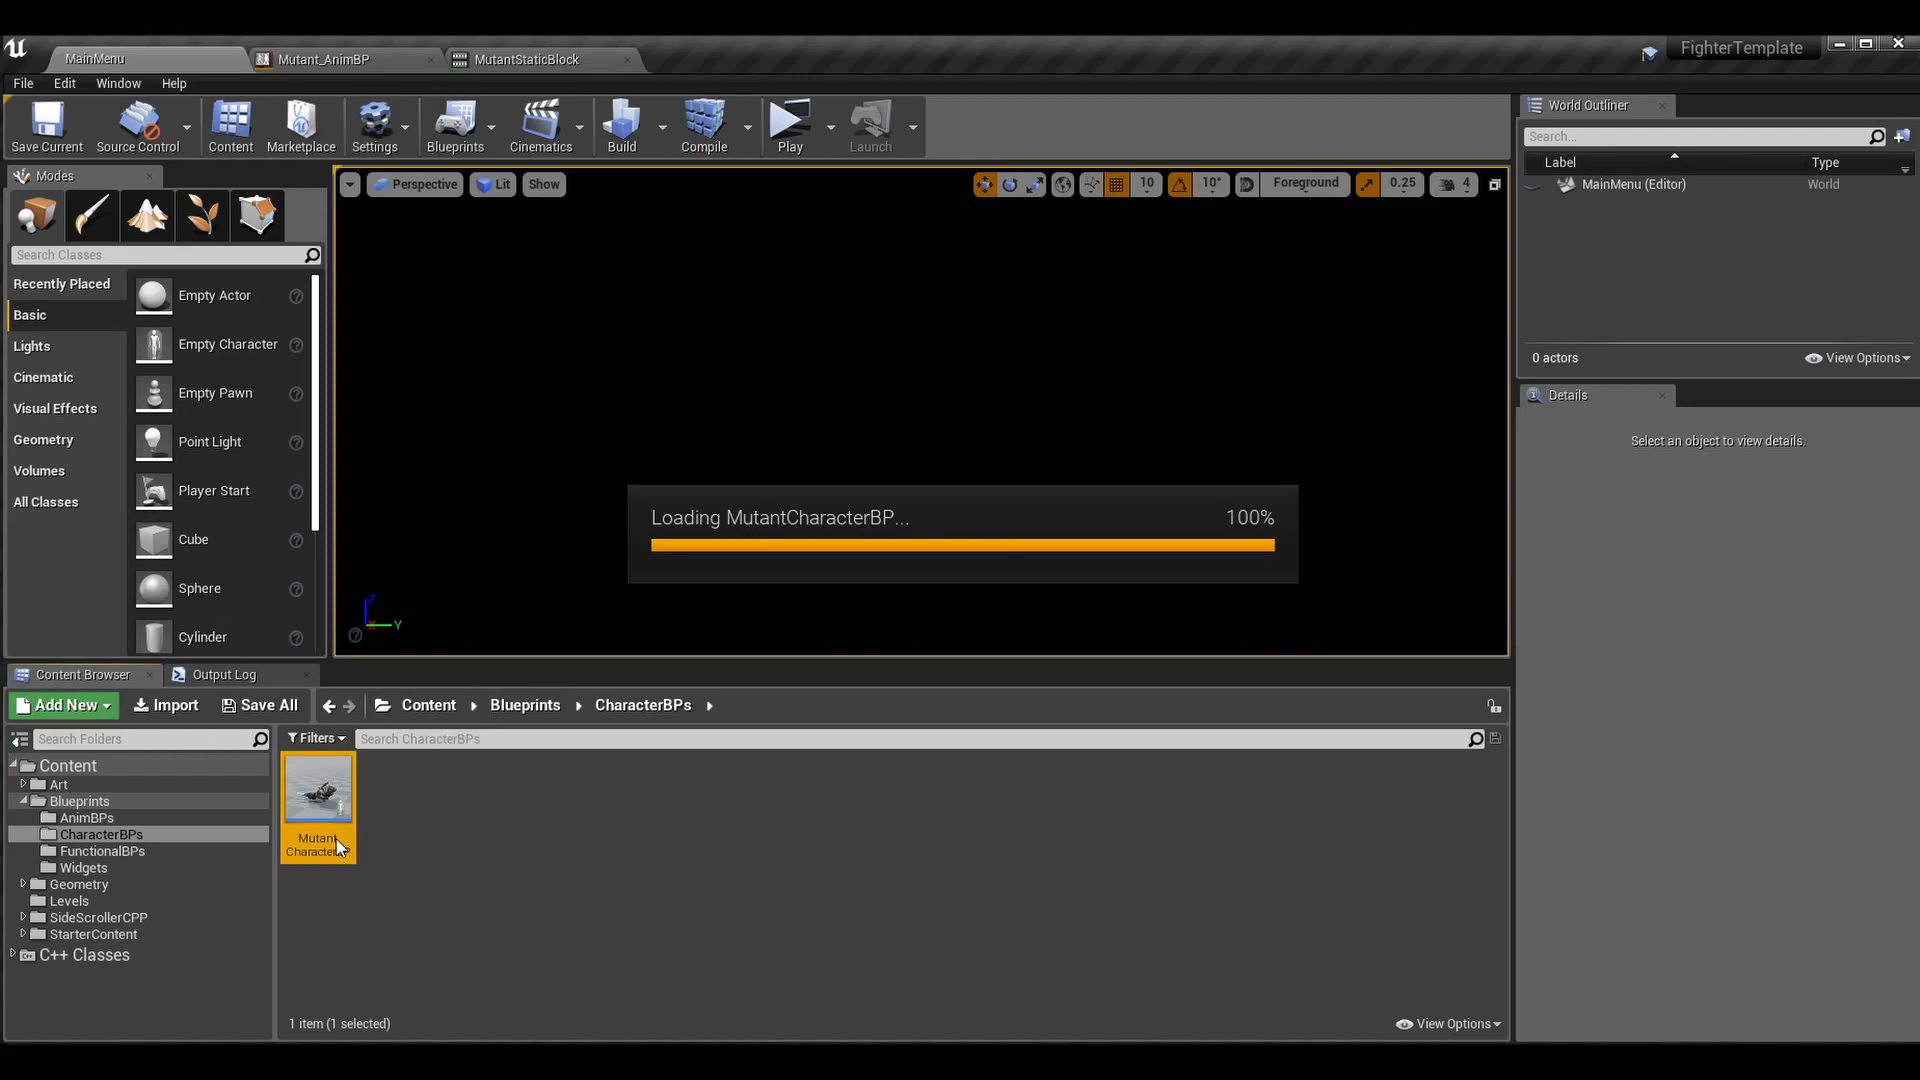 MainMenu
Mutant_AnimBP
MutantStaticBlock
FighterTemplate
File Edit Window Help
Save Current
Source Control
Content
Marketplace
Settings
Blueprints
Cinematics
Build
Compile
Play
Launch
Modes
Search Classes
Recently Placed
Basic
Lights
Cinematic
Visual Effects
Geometry
Volumes
All Classes
Empty Actor
Empty Character
Empty Pawn
Point Light
Player Start
Cube
Sphere
Cylinder
Perspective
Lit
Show
10
10°
Foreground
0.25
4
Loading MutantCharacterBP... 100%
Z
X
Y
World Outliner
Search...
Label Type
MainMenu (Editor) World
0 actors
View Options
Details
Select an object to view details.
Content Browser
Output Log
Add New
Import
Save All
Content Blueprints CharacterBPs
Search Folders
Filters
Search CharacterBPs
Content
Art
Blueprints
AnimBPs
CharacterBPs
FunctionalBPs
Widgets
Geometry
Levels
SideScrollerCPP
StarterContent
C++ Classes
Mutant
1 item (1 selected)
View Options